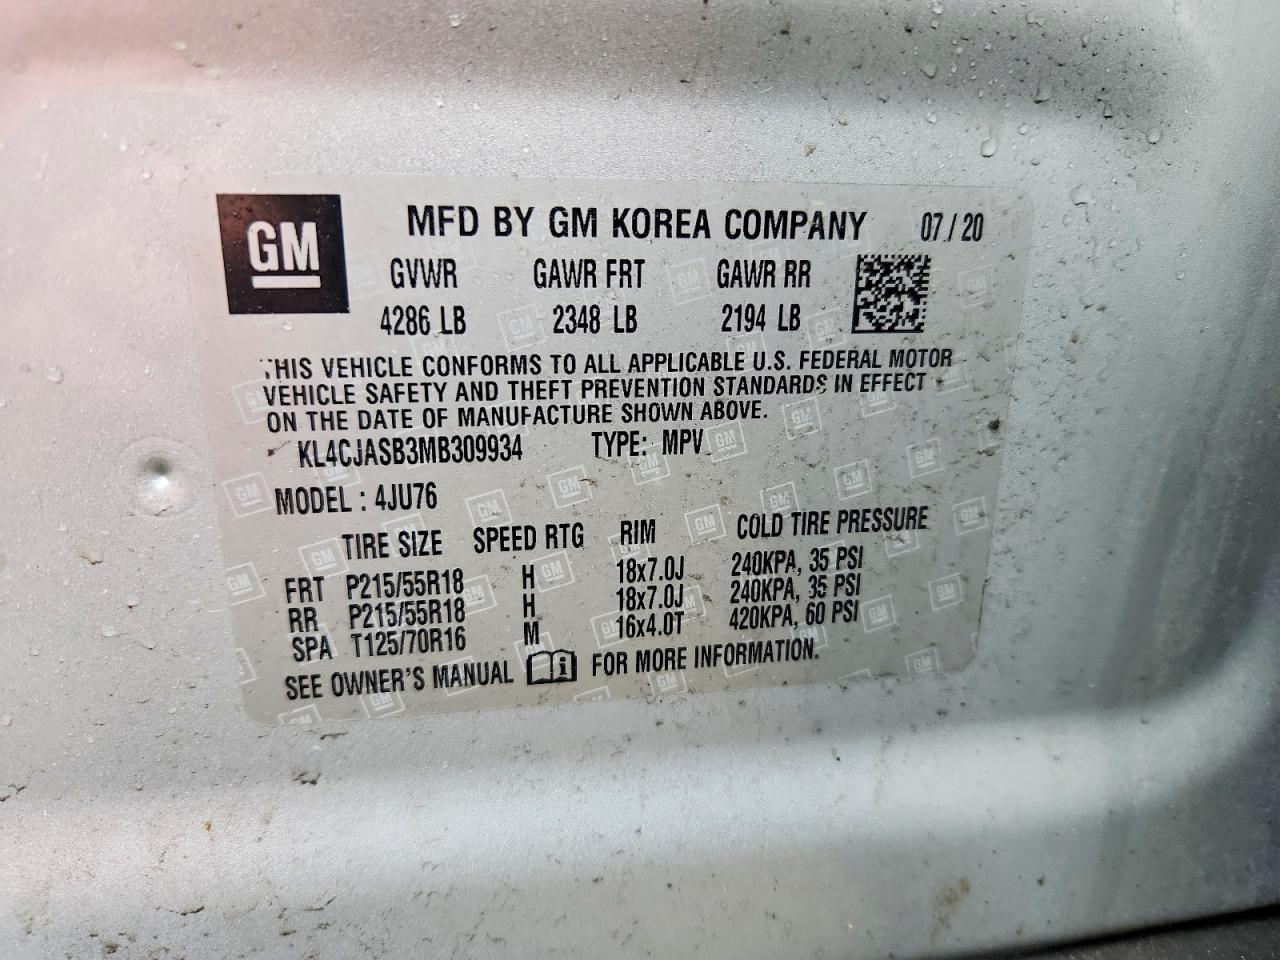 GM MFD BY GM KOREA COMPANY 07/20
GVWR GAWR FRT GAWR RR
4286 LB 2348 LB 2194 LB
THIS VEHICLE CONFORMS TO ALL APPLICABLE U.S. FEDERAL MOTOR
VEHICLE SAFETY AND THEFT PREVENTION STANDARDS IN EFFECT
ON THE DATE OF MANUFACTURE SHOWN ABOVE.
KL4CJASB3MB309934 TYPE: MPV
MODEL : 4JU76
TIRE SIZE SPEED RTG RIM COLD TIRE PRESSURE
FRT P215/55R18 H 18x7.0J 240KPA, 35 PSI
RR P215/55R18 H 18x7.0J 240KPA, 35 PSI
SPA T125/70R16 M 16x4.0T 420KPA, 60 PSI
SEE OWNER'S MANUAL FOR MORE INFORMATION.